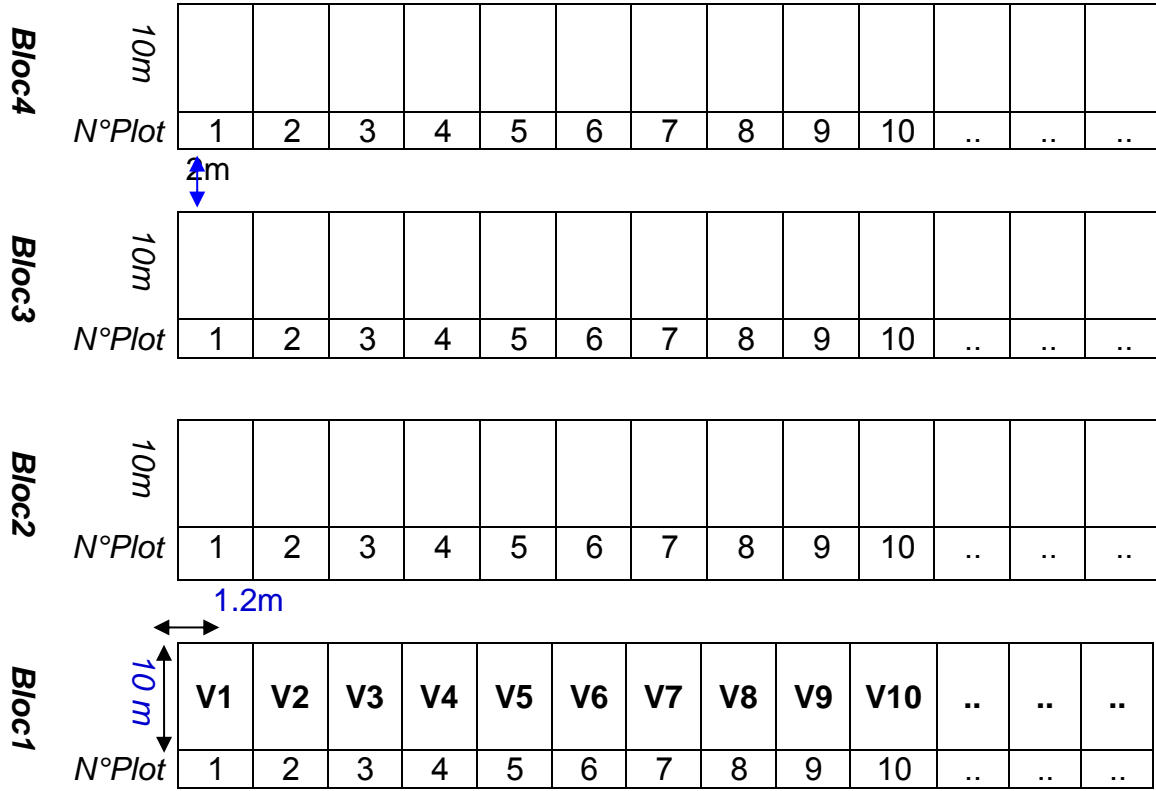 Bloc4
10m
N°Plot 1 2 3 4 5 6 7 8 9 10 .. .. ..
2m
Bloc3
10m
N°Plot 1 2 3 4 5 6 7 8 9 10 .. .. ..
Bloc2
10m
N°Plot 1 2 3 4 5 6 7 8 9 10 .. .. ..
1.2m
Bloc1
10 m
V1 V2 V3 V4 V5 V6 V7 V8 V9 V10 .. .. ..
N°Plot 1 2 3 4 5 6 7 8 9 10 .. .. ..